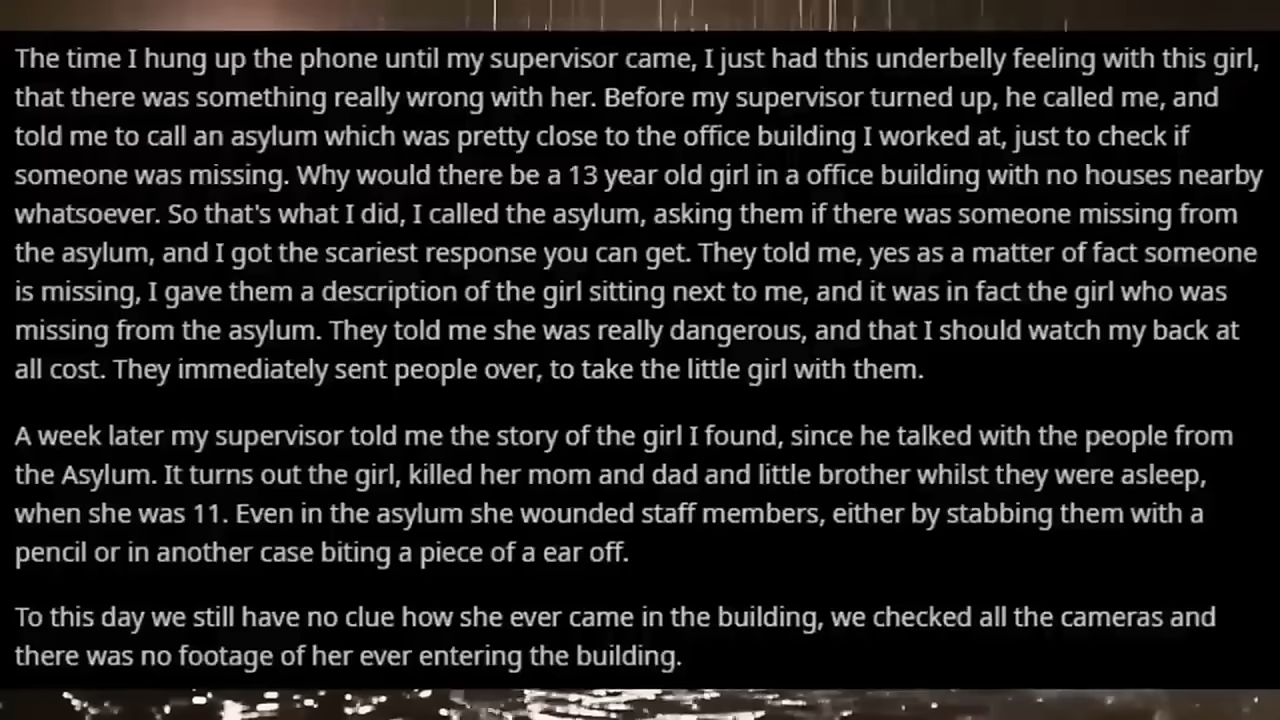 The time I hung up the phone until my supervisor came, I just had this underbelly feeling with this girl,
that there was something really wrong with her. Before my supervisor turned up, he called me, and
told me to call an asylum which was pretty close to the office building I worked at, just to check if
someone was missing. Why would there be a 13 year old girl in a office building with no houses nearby
whatsoever. So that's what I did, I called the asylum, asking them if there was someone missing from
the asylum, and I got the scariest response you can get. They told me, yes as a matter of fact someone
is missing, I gave them a description of the girl sitting next to me, and it was in fact the girl who was
missing from the asylum. They told me she was really dangerous, and that I should watch my back at
all cost. They immediately sent people over, to take the little girl with them.
A week later my supervisor told me the story of the girl I found, since he talked with the people from
the Asylum. It turns out the girl, killed her mom and dad and little brother whilst they were asleep,
when she was 11. Even in the asylum she wounded staff members, either by stabbing them with a
pencil or in another case biting a piece of a ear off.
To this day we still have no clue how she ever came in the building, we checked all the cameras and
there was no footage of her ever entering the building.